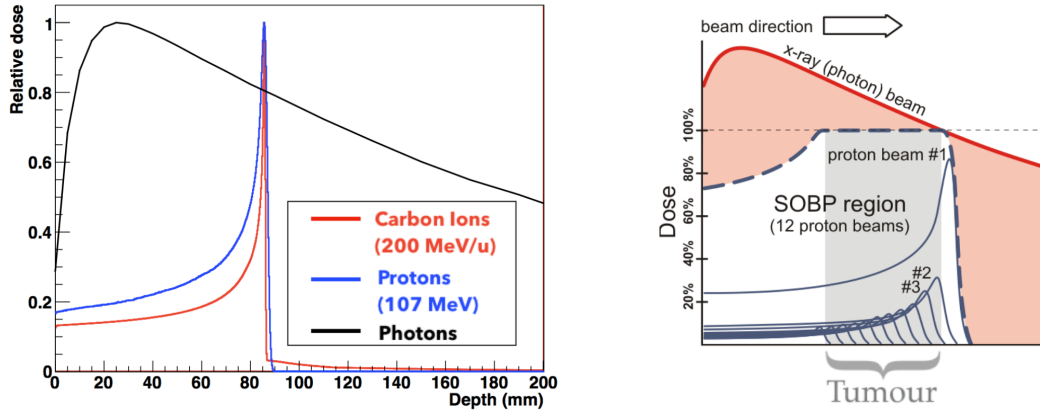 Relative dose
1
0.8
0.6
0.4
0.2
0
0 20 40 60 80 100 120 140 160 180 200
Depth (mm)
Carbon Ions
(200 MeV/u)
Protons
(107 MeV)
Photons
beam direction
x-ray (photon) beam
Dose
100%
80%
60%
40%
20%
proton beam #1
SOBP region
(12 proton beams)
#2
#3
Tumour